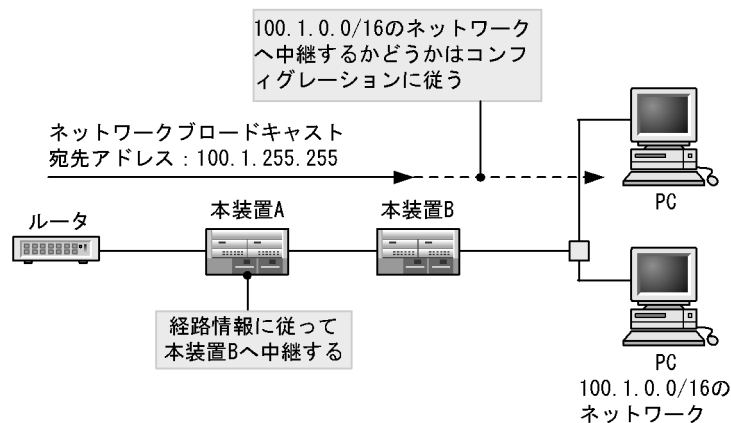 100.1.0.0/16のネットワーク
へ中継するかどうかはコンフ
ィグレーションに従う
ネットワークブロードキャスト
宛先アドレス：100.1.255.255
PC
ルータ
本装置A
本装置B
経路情報に従って
本装置Bへ中継する
PC
100.1.0.0/16の
ネットワーク